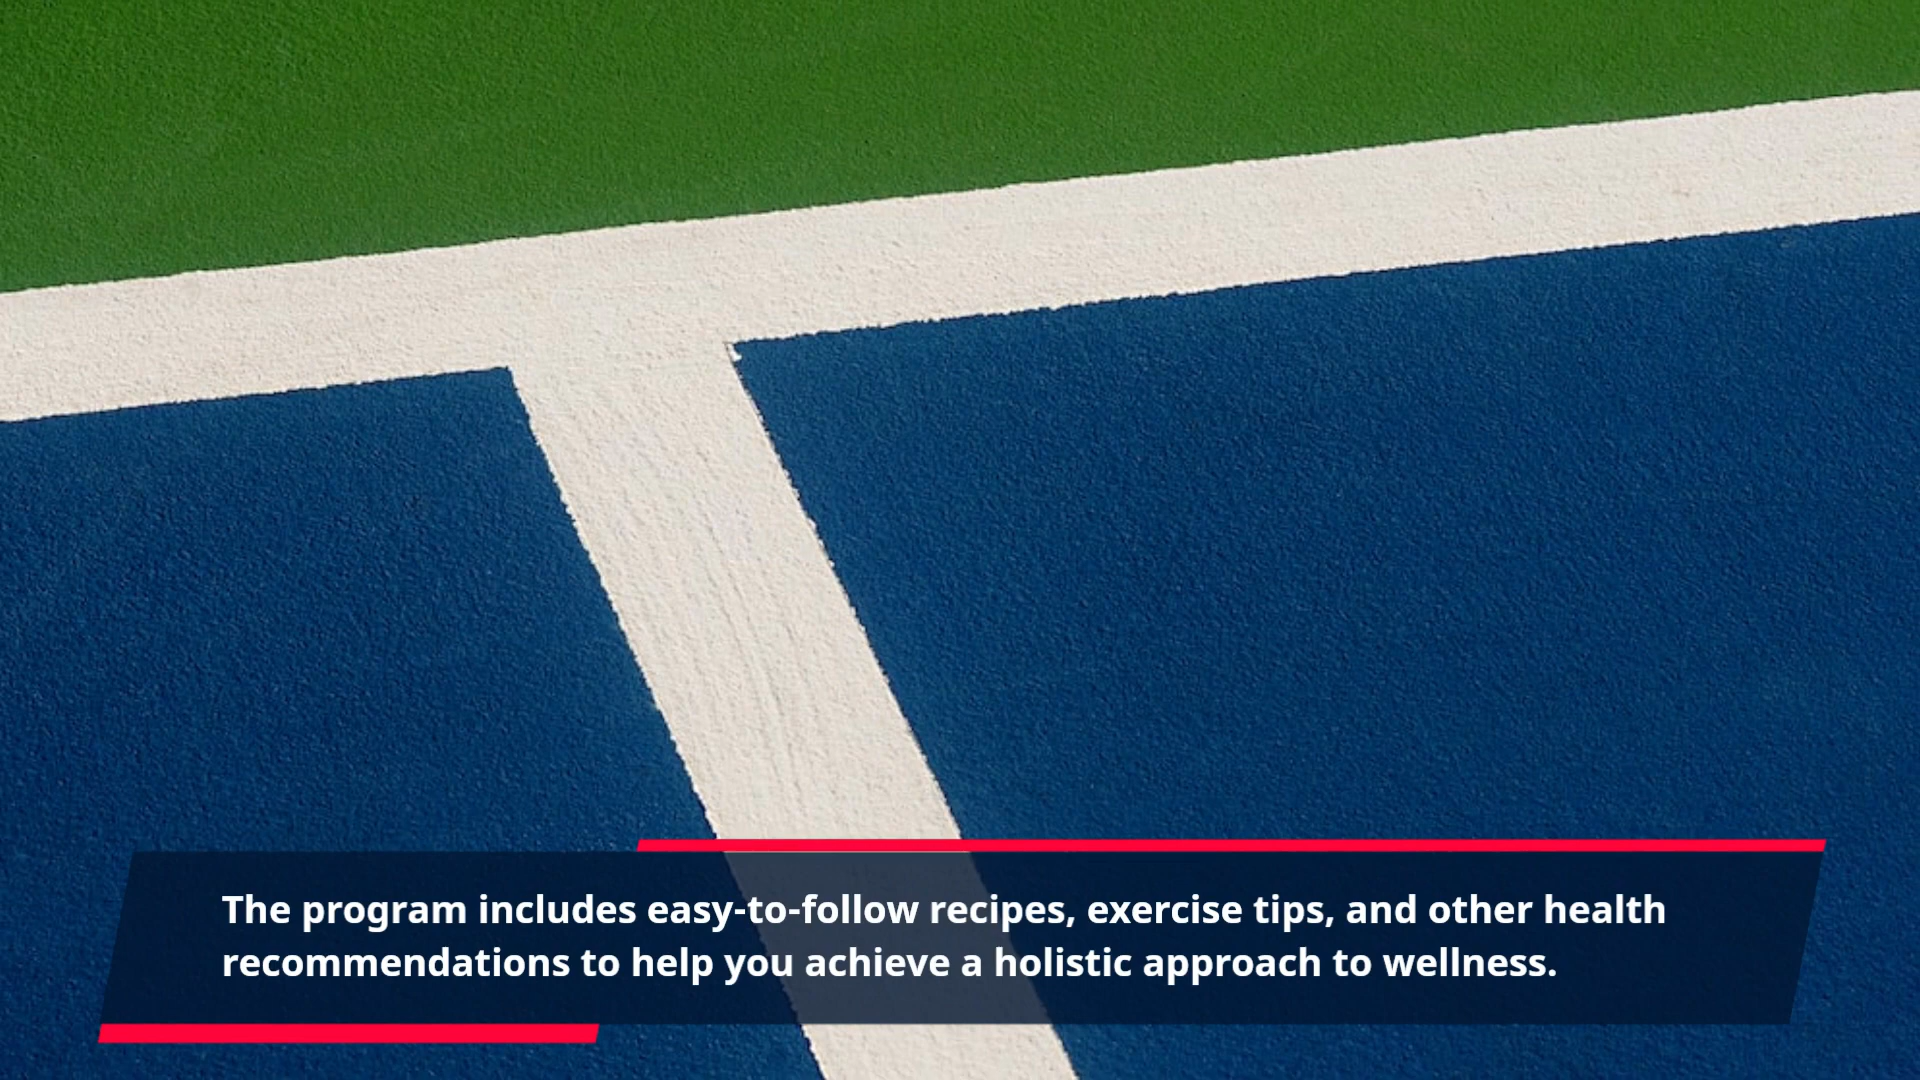 The program includes easy-to-follow recipes, exercise tips, and other health
recommendations to help you achieve a holistic approach to wellness.